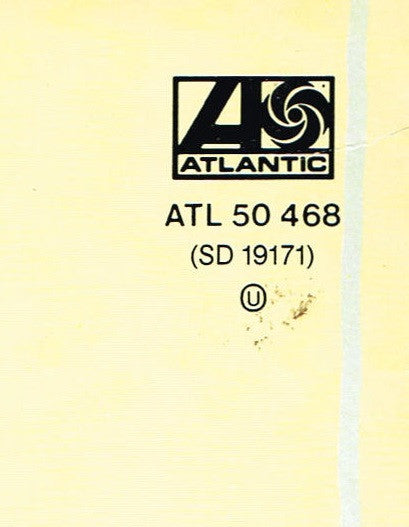 ATLANTIC
ATL 50 468
(SD 19171)
Ⓤ